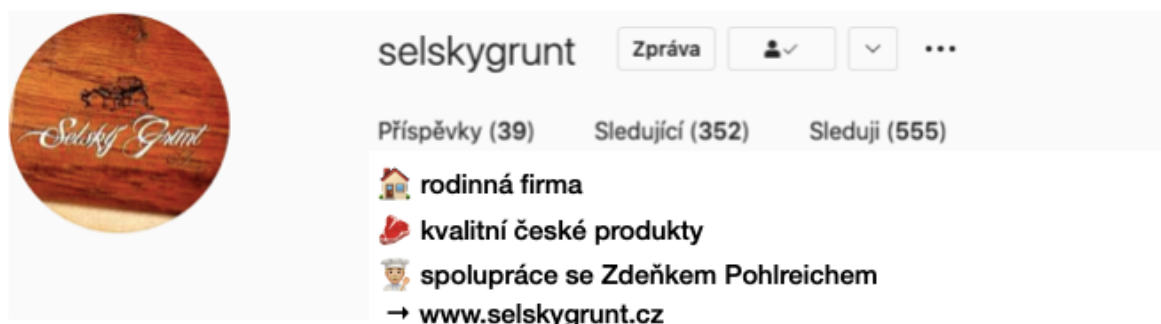 selskygrunt Zpráva
Příspěvky (39) Sledující (352) Sleduji (555)
Selský Grunt
rodinná firma
kvalitní české produkty
spolupráce se Zdeňkem Pohlreichem
→ www.selskygrunt.cz